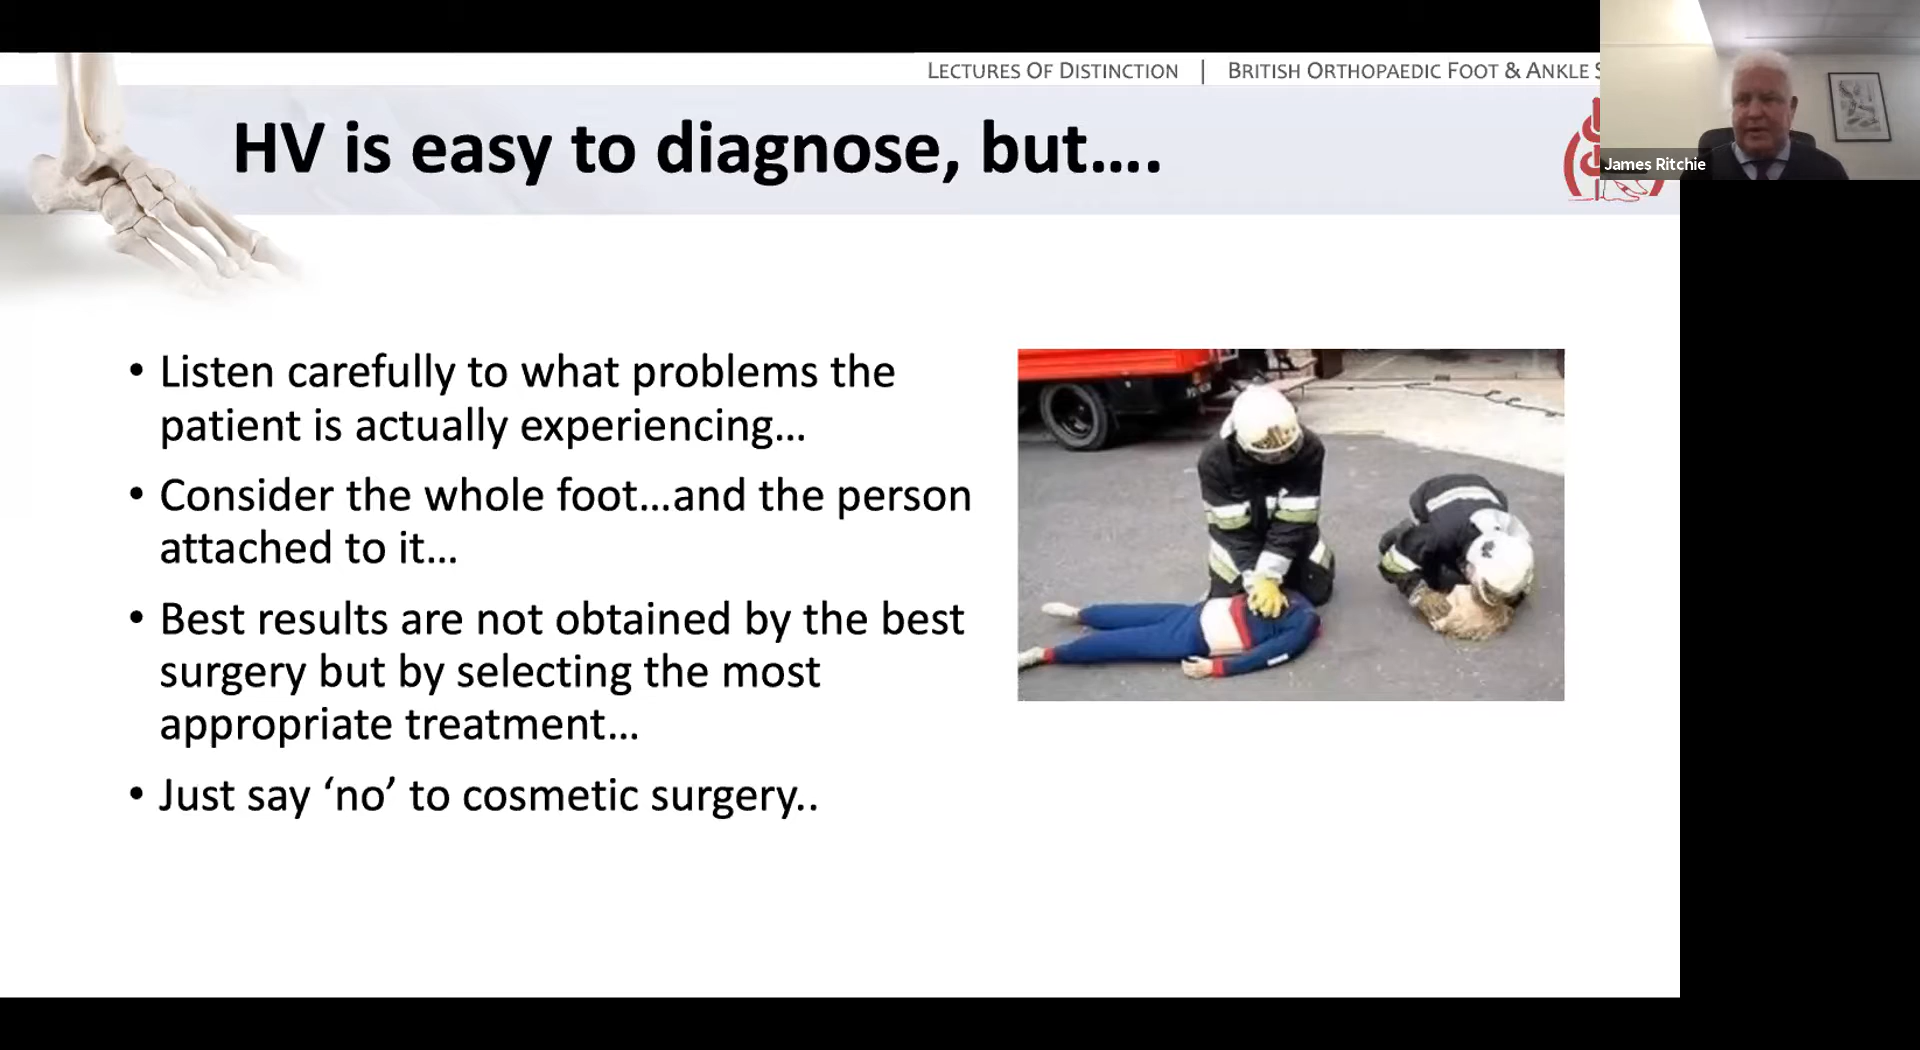 LECTURES OF DISTINCTION | BRITISH ORTHOPAEDIC FOOT & ANKLE
James Ritchie
HV is easy to diagnose, but....
• Listen carefully to what problems the
patient is actually experiencing...
• Consider the whole foot...and the person
attached to it...
• Best results are not obtained by the best
surgery but by selecting the most
appropriate treatment...
• Just say ‘no’ to cosmetic surgery..